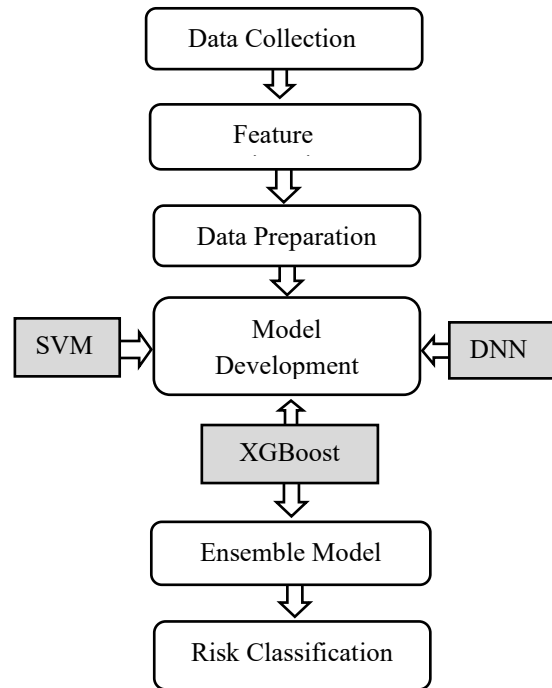 Data Collection
Feature
Data Preparation
SVM
Model
Development
DNN
XGBoost
Ensemble Model
Risk Classification